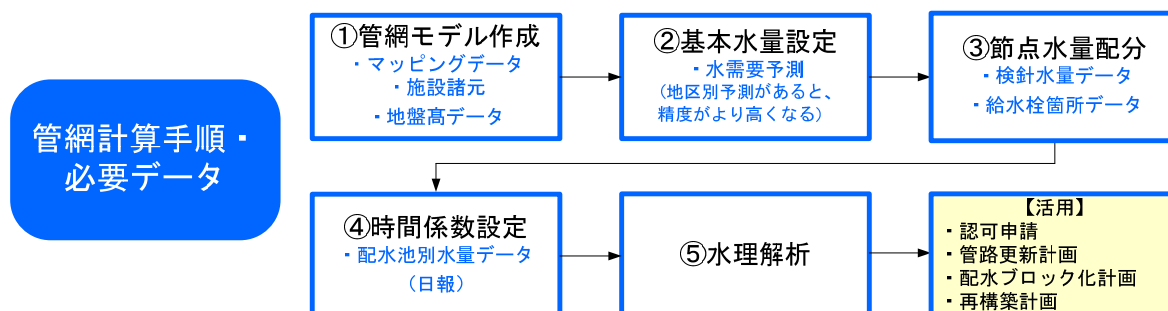 管網計算手順・
必要データ
①管網モデル作成
・マッピングデータ
・施設諸元
・地盤髙データ
②基本水量設定
・水需要予測
(地区別予測があると、
精度がより高くなる)
③節点水量配分
・検針水量データ
・給水栓箇所データ
④時間係数設定
・配水池別水量データ
(日報)
⑤水理解析
【活用】
・認可申請
・管路更新計画
・配水ブロック化計画
・再構築計画